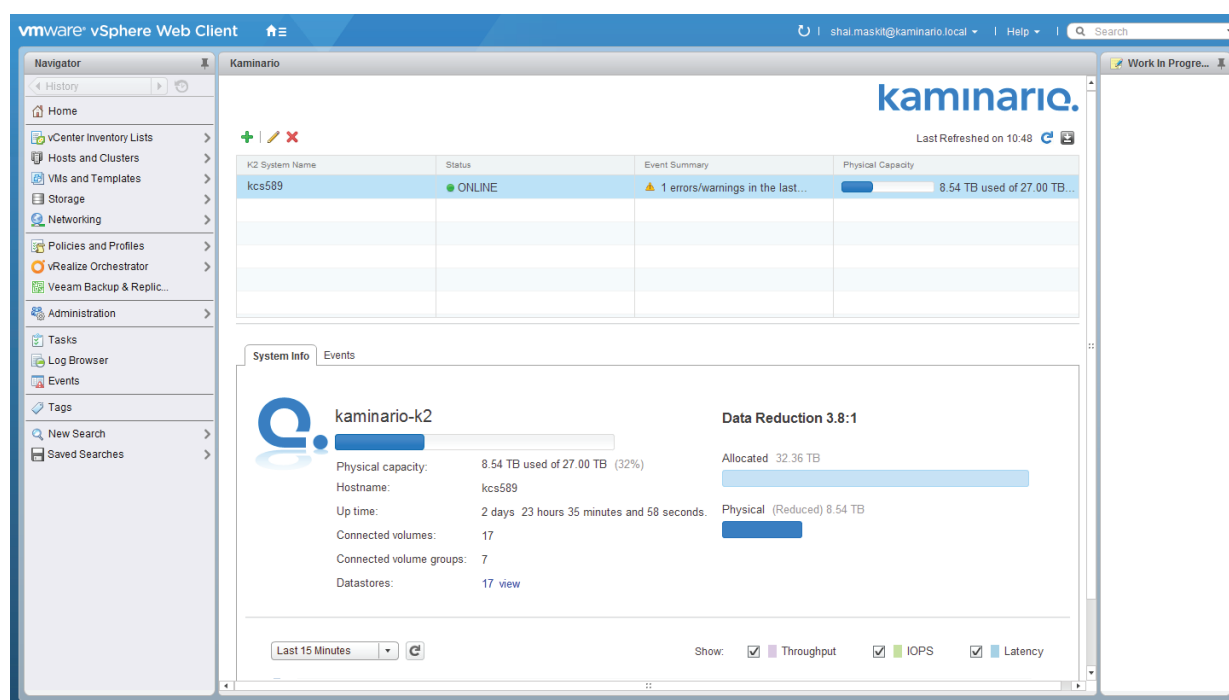 vmware® vSphere Web Client
shai.maskit@kaminario.local
Help
Search
Navigator
History
Home
vCenter Inventory Lists
Hosts and Clusters
VMs and Templates
Storage
Networking
Policies and Profiles
vRealize Orchestrator
Veeam Backup & Replic...
Administration
Tasks
Log Browser
Events
Tags
New Search
Saved Searches
Kaminario
kaminario.
Last Refreshed on 10:48
K2 System Name Status Event Summary Physical Capacity
kcs589 ONLINE 1 errors/warnings in the last... 8.54 TB used of 27.00 TB...
System Info Events
kaminario-k2
Physical capacity: 8.54 TB used of 27.00 TB (32%)
Hostname: kcs589
Up time: 2 days 23 hours 35 minutes and 58 seconds.
Connected volumes: 17
Connected volume groups: 7
Datastores: 17 view
Data Reduction 3.8:1
Allocated 32.36 TB
Physical (Reduced) 8.54 TB
Last 15 Minutes
Show: Throughput IOPS Latency
Work In Progre...